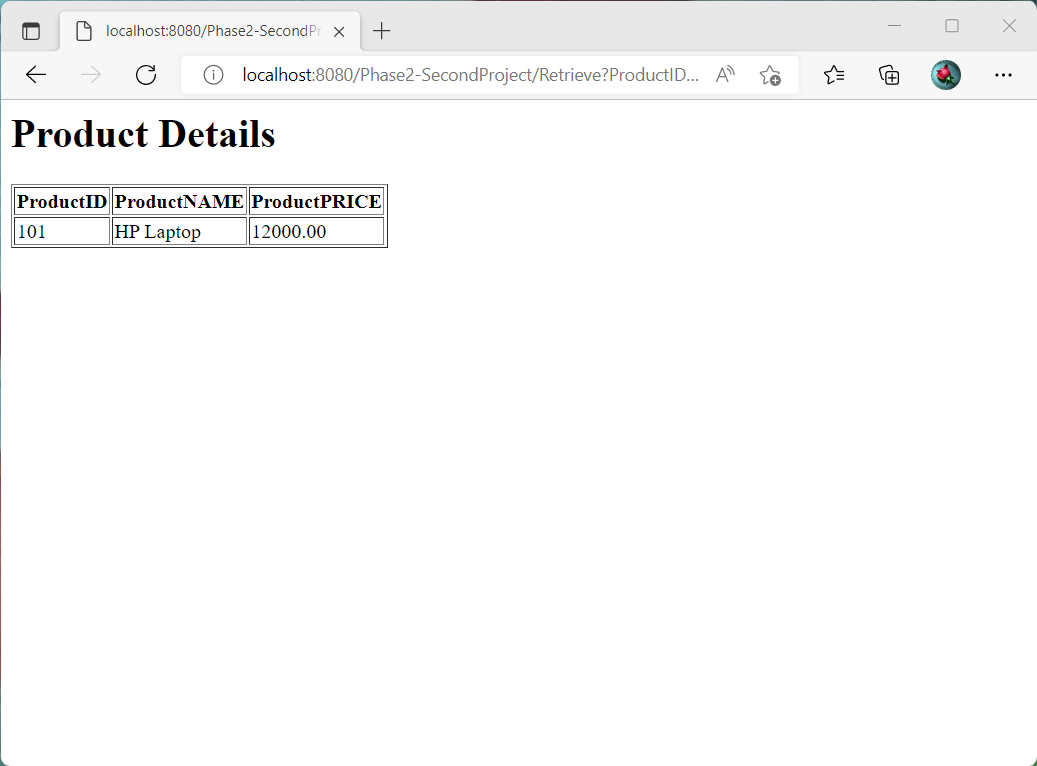 localhost:8080/Phase2-SecondPr
localhost:8080/Phase2-SecondProject/Retrieve?ProductID...
Product Details
ProductID ProductNAME ProductPRICE
101 HP Laptop 12000.00